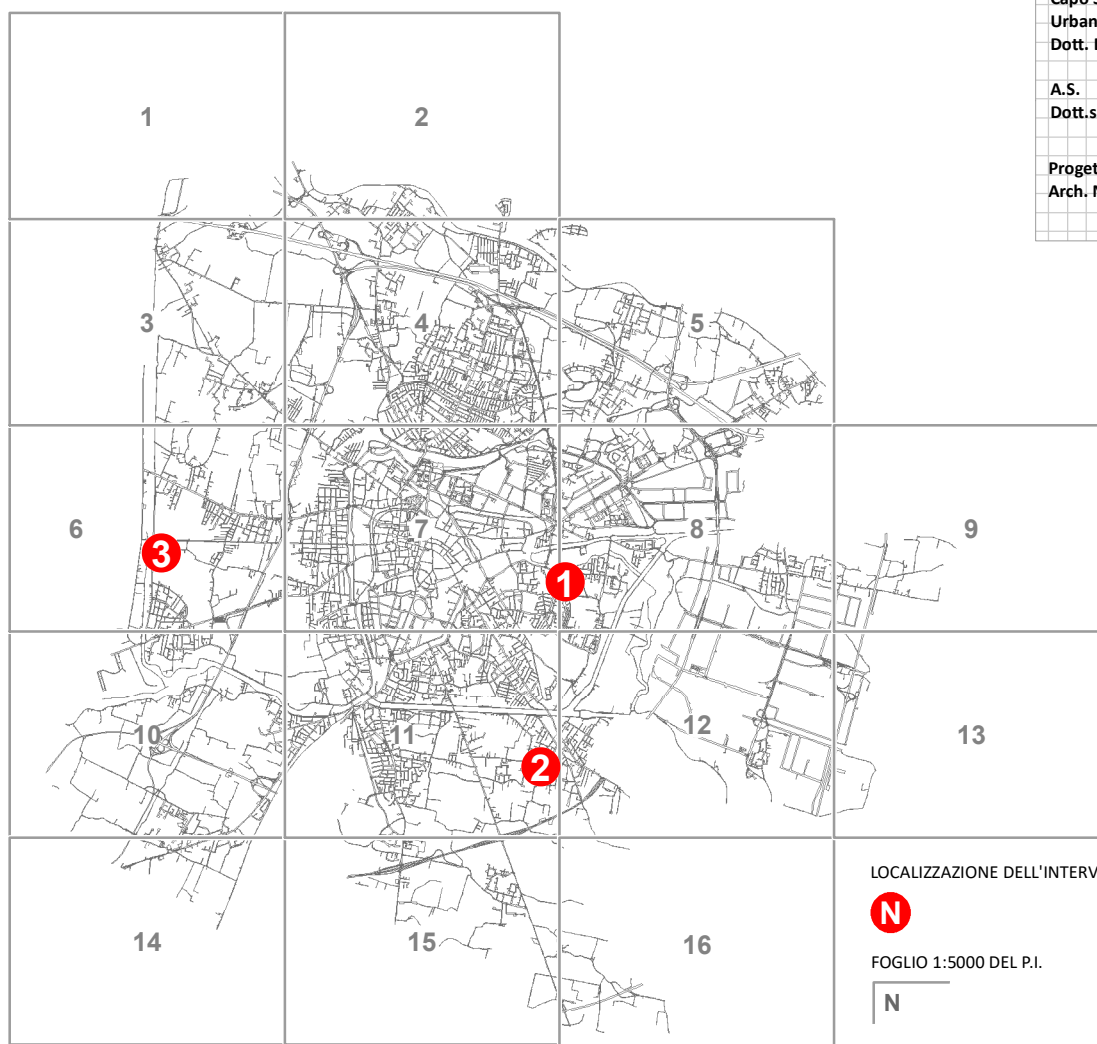 Urban
Dott.
A.S.
Dott.s
Proget
Arch.
1
2
3
4
5
6
3
7
1
8
9
10
11
2
12
13
14
15
16
LOCALIZZAZIONE DELL'INTERV
N
FOGLIO 1:5000 DEL P.I.
N